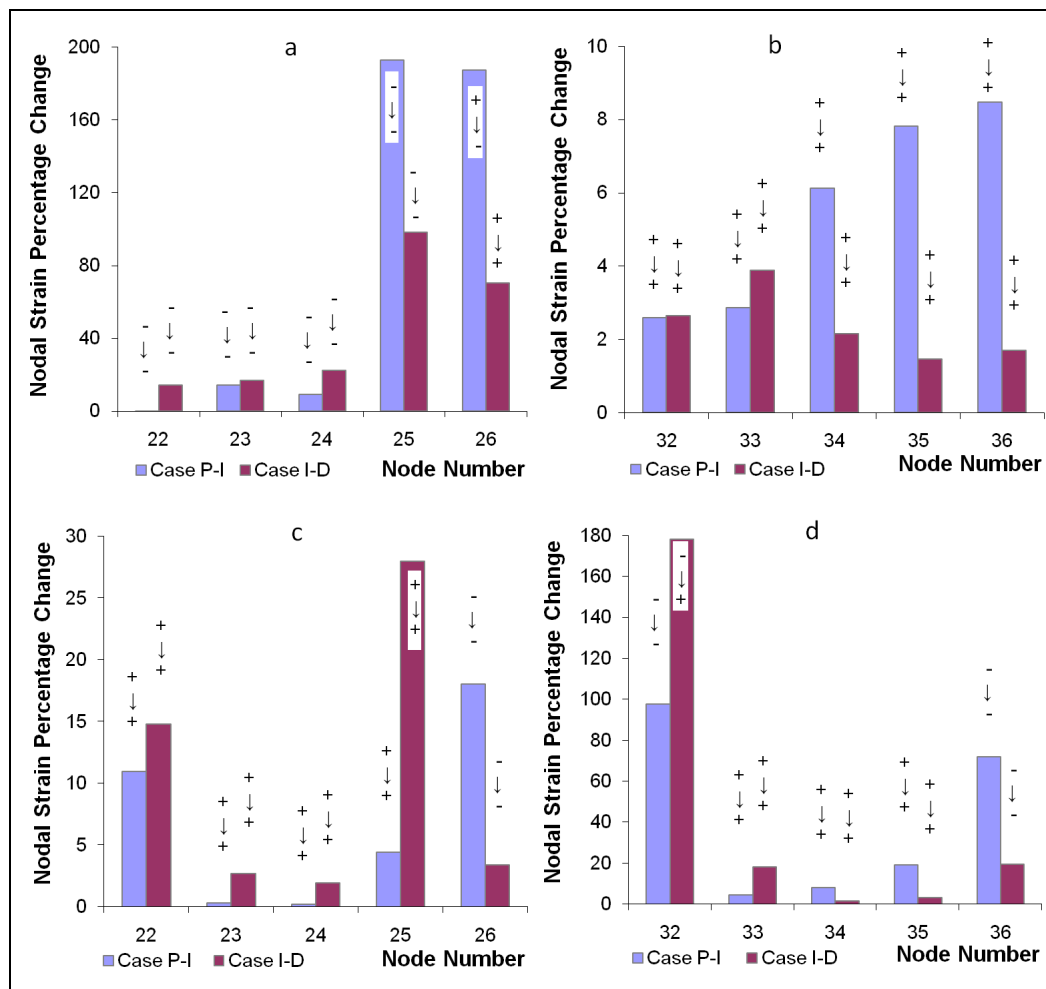 a
Nodal Strain Percentage Change
200
160
120
80
40
0
- ↓ - - ↓ - - ↓ - - ↓ - - ↓ - - ↓ - - ↓ - - ↓ - + ↓ - + ↓ +
22 23 24 25 26
Case P-I Case I-D Node Number
b
Nodal Strain Percentage Change
10
8
6
4
2
0
+ ↓ + + ↓ + + ↓ + + ↓ + + ↓ + + ↓ + + ↓ + + ↓ + + ↓ + + ↓ +
32 33 34 35 36
Case P-I Case I-D Node Number
c
Nodal Strain Percentage Change
30
25
20
15
10
5
0
+ ↓ + + ↓ + + ↓ + + ↓ + + ↓ + + ↓ + + ↓ + + ↓ + - ↓ - - ↓ -
22 23 24 25 26
Case P-I Case I-D Node Number
d
Nodal Strain Percentage Change
180
160
140
120
100
80
60
40
20
0
- ↓ - - ↓ + + ↓ + + ↓ + + ↓ + + ↓ + + ↓ + + ↓ + - ↓ - - ↓ -
32 33 34 35 36
Case P-I Case I-D Node Number